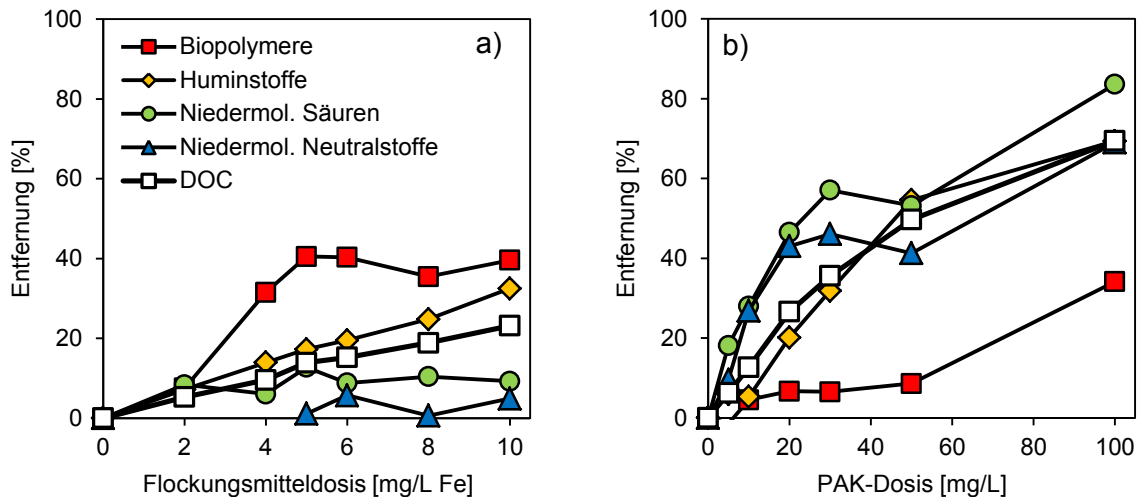 a)
Biopolymere
Huminstoffe
Niedermol. Säuren
Niedermol. Neutralstoffe
DOC
Entfernung [%]
100
80
60
40
20
0
0 2 4 6 8 10
Flockungsmitteldosis [mg/L Fe]
b)
Entfernung [%]
100
80
60
40
20
0
0 20 40 60 80 100
PAK-Dosis [mg/L]